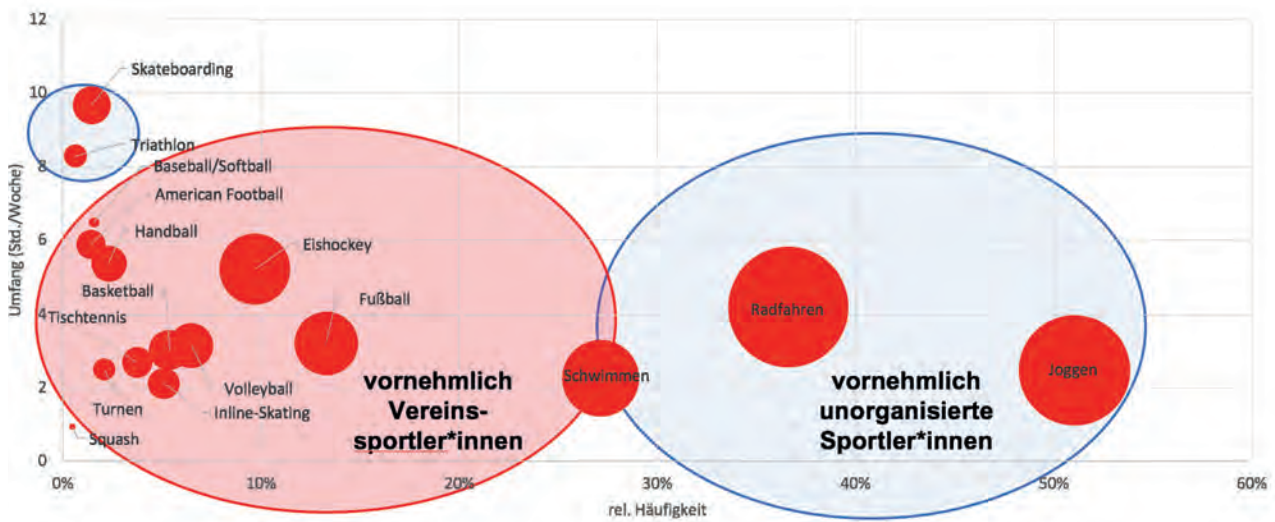 12
10
8
6
4
2
0
Umfang (Std./Woche)
Skateboarding
Triathlon
Baseball/Softball
American Football
Handball
Eishockey
Basketball
Fußball
Tischtennis
Radfahren
Schwimmen
Joggen
Volleyball
Turnen
Inline-Skating
Squash
vornehmlich
Vereins-
sportler*innen
vornehmlich
unorganisierte
Sportler*innen
0%
10%
20%
30%
40%
50%
60%
rel. Häufigkeit